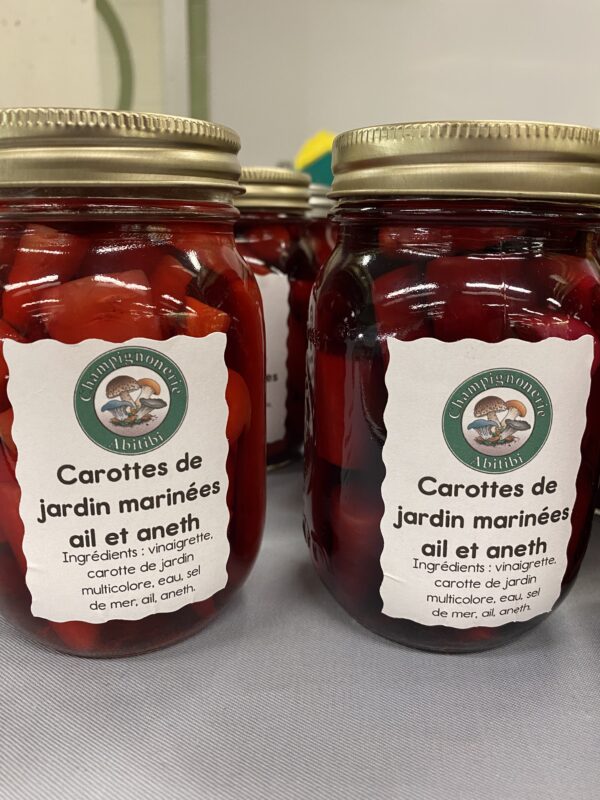 Champignonerie
Abitibi
Carottes de
jardin marinées
ail et aneth
Ingrédients : vinaigrette,
carotte de jardin
multicolore, eau, sel
de mer, ail, aneth.
Champignonerie
Abitibi
Carottes de
jardin marinées
ail et aneth
Ingrédients : vinaigrette,
carotte de jardin
multicolore, eau, sel
de mer, ail, aneth.